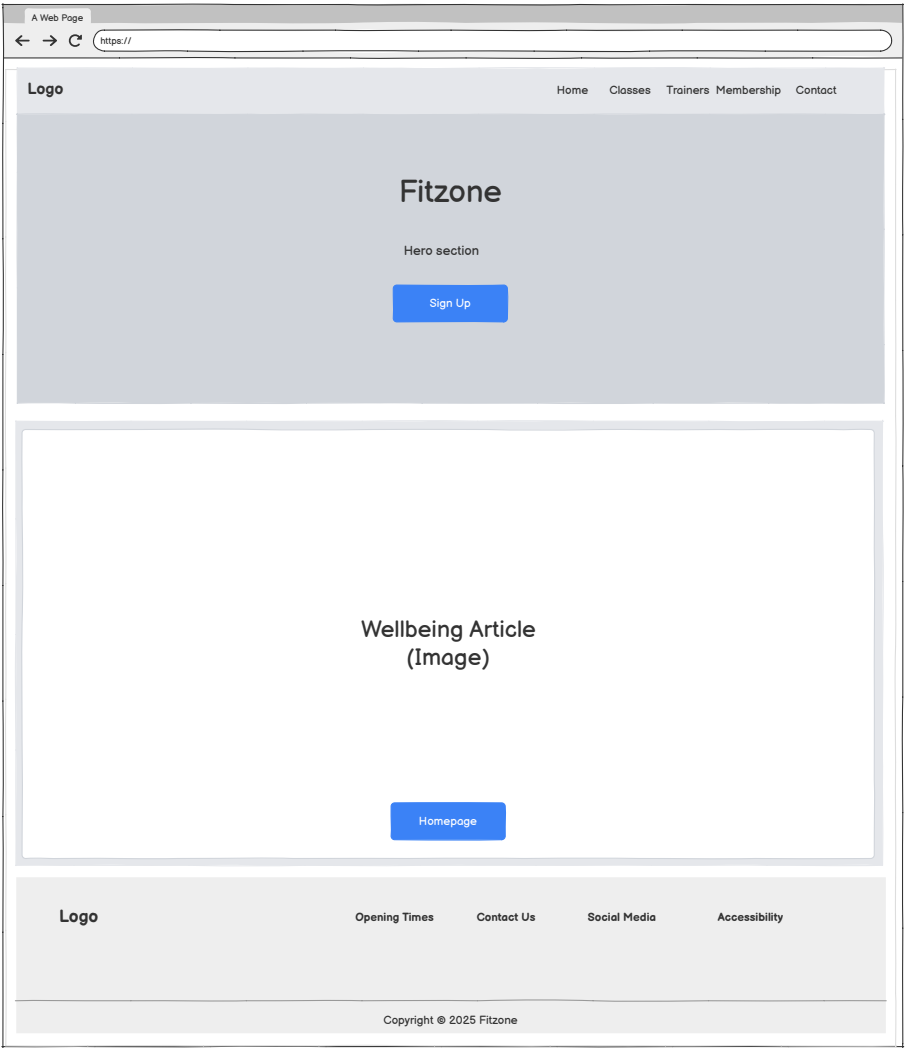 A Web Page
https://
Logo Home Classes Trainers Membership Contact
Fitzone
Hero section
Sign Up
Wellbeing Article
(Image)
Homepage
Logo Opening Times Contact Us Social Media Accessibility
Copyright © 2025 Fitzone